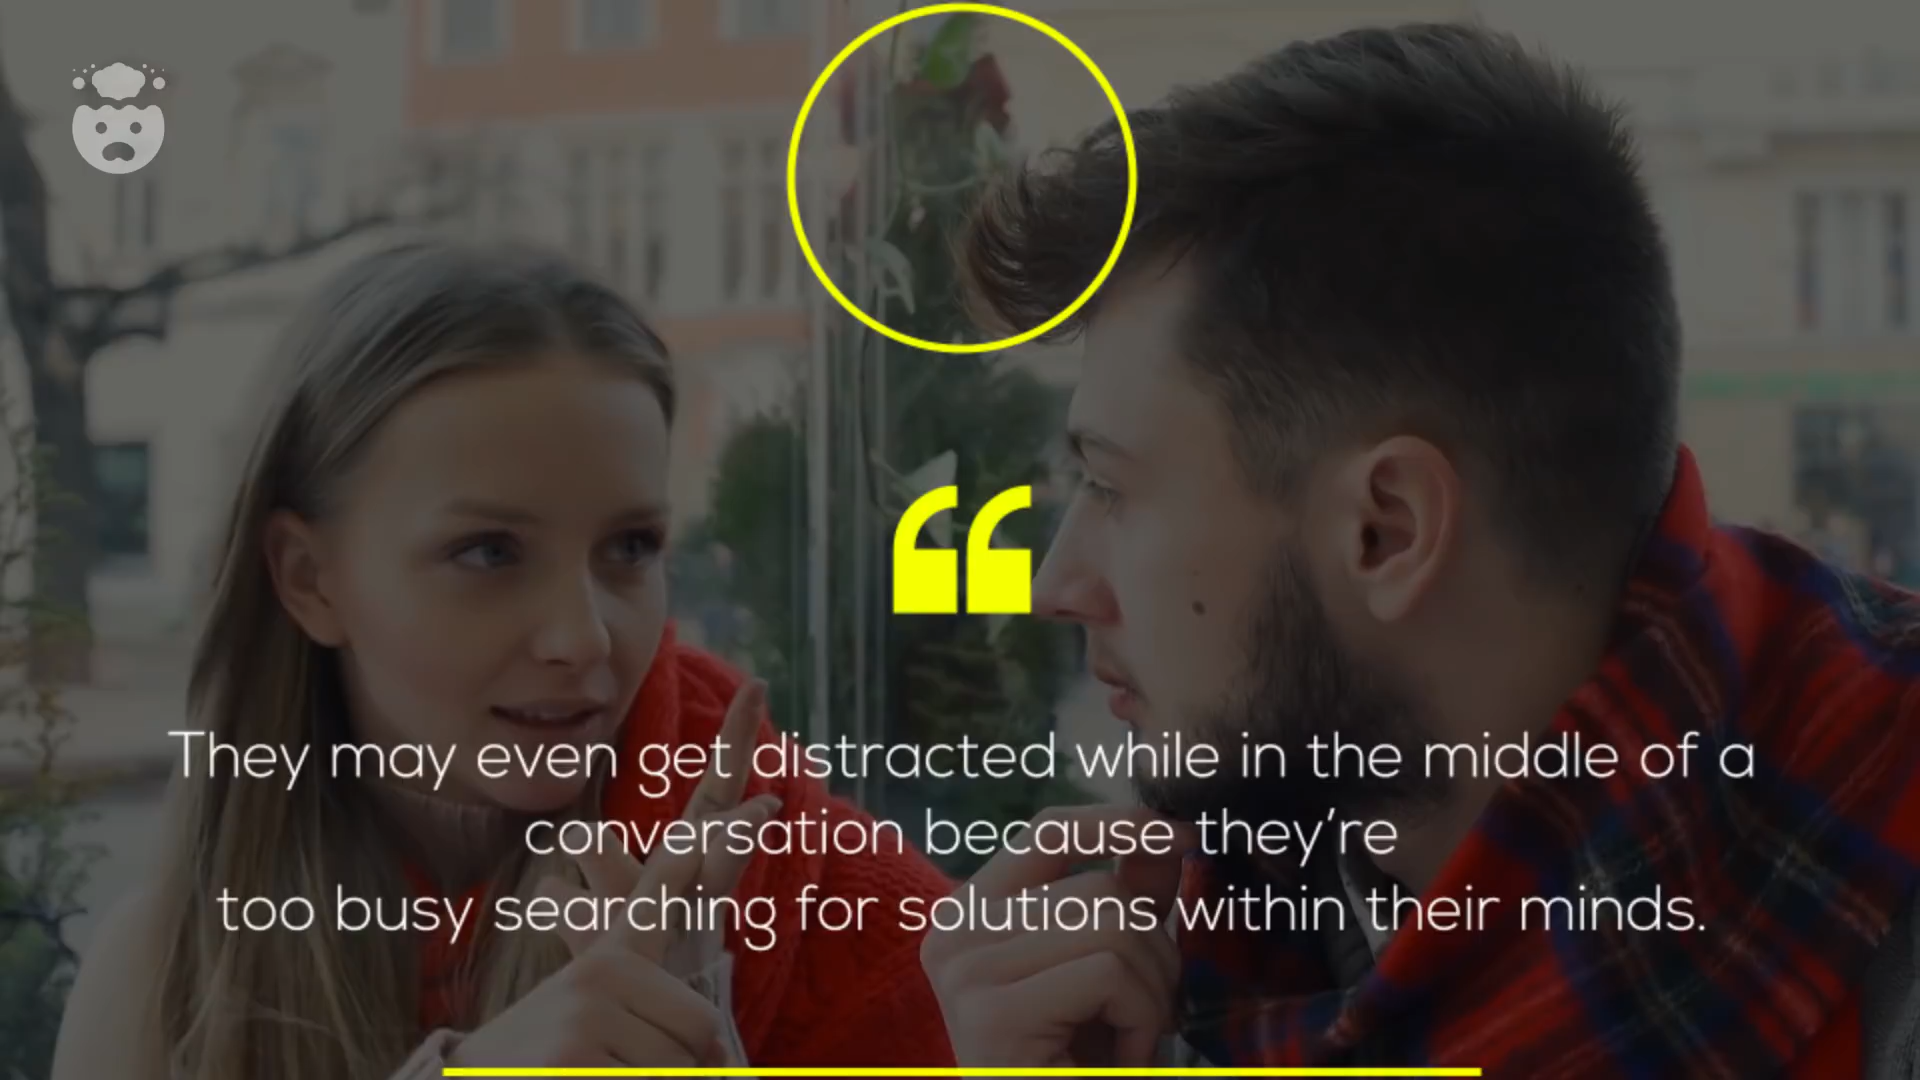 “
They may even get distracted while in the middle of a
conversation because they’re
too busy searching for solutions within their minds.